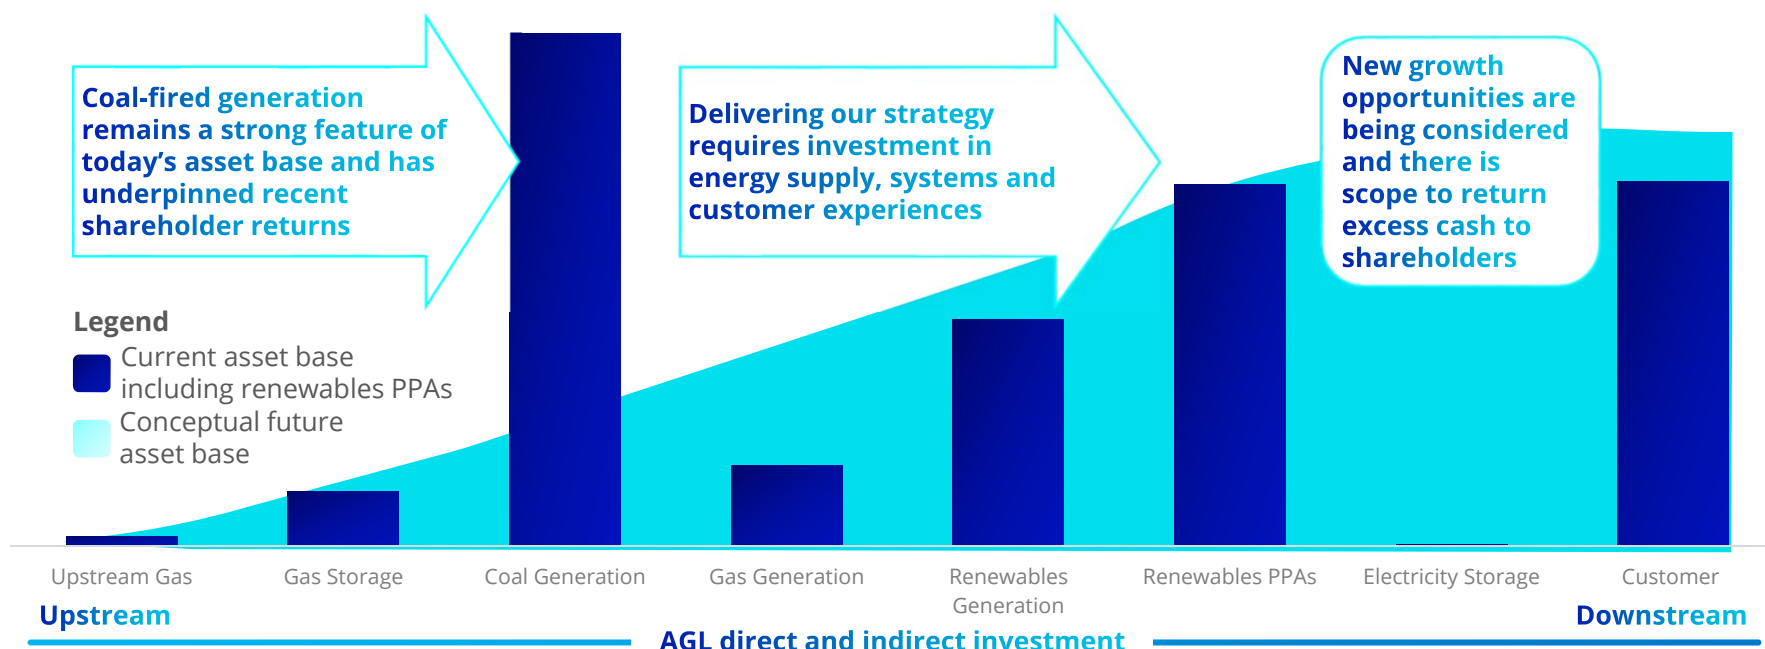 Coal-fired generation
remains a strong feature of
today’s asset base and has
underpinned recent
shareholder returns
Delivering our strategy
requires investment in
energy supply, systems and
customer experiences
New growth
opportunities are
being considered
and there is
scope to return
excess cash to
shareholders
Legend
Current asset base
including renewables PPAs
Conceptual future
asset base
Upstream Gas
Gas Storage
Coal Generation
Gas Generation
Renewables
Generation
Renewables PPAs
Electricity Storage
Customer
Upstream
Downstream
AGL direct and indirect investment